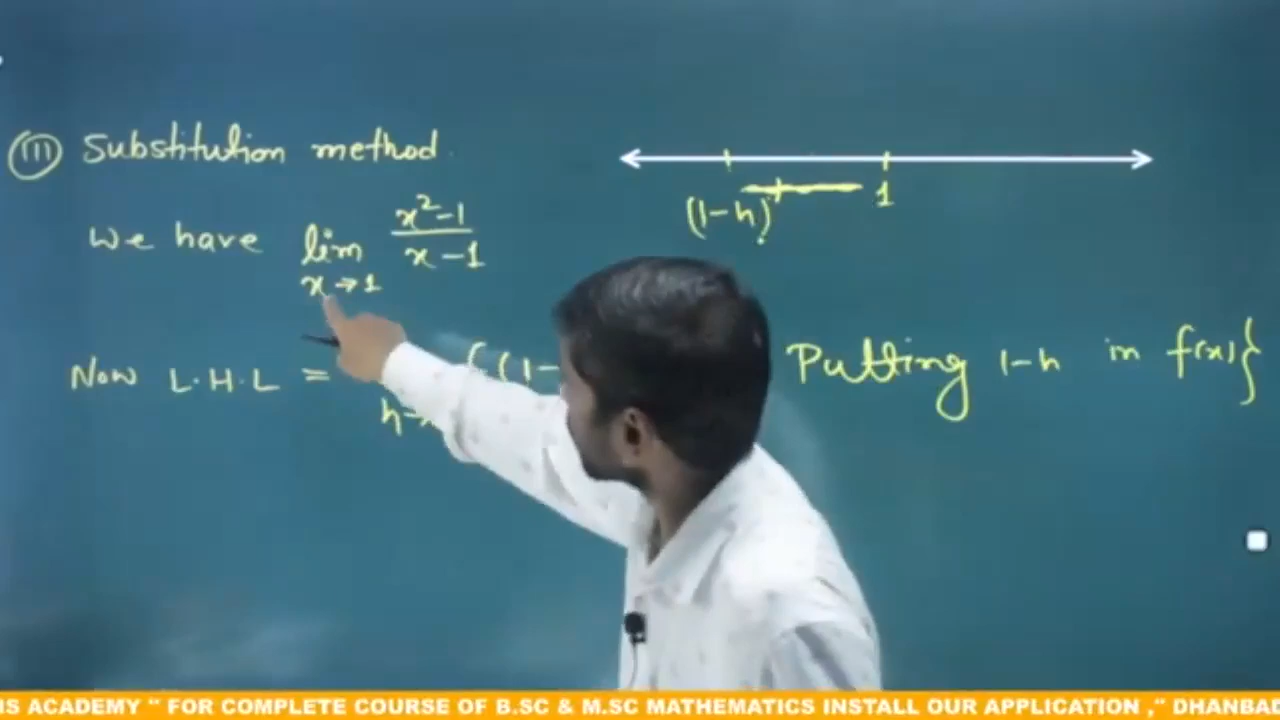 (III) Substitution method.
(1-h) 1
We have lim x→1 x²-1 / x-1
Now L.H.L = {(1- Putting 1-h in f(x)}
h→
IS ACADEMY " FOR COMPLETE COURSE OF B.SC & M.SC MATHEMATICS INSTALL OUR APPLICATION ," DHANBAD